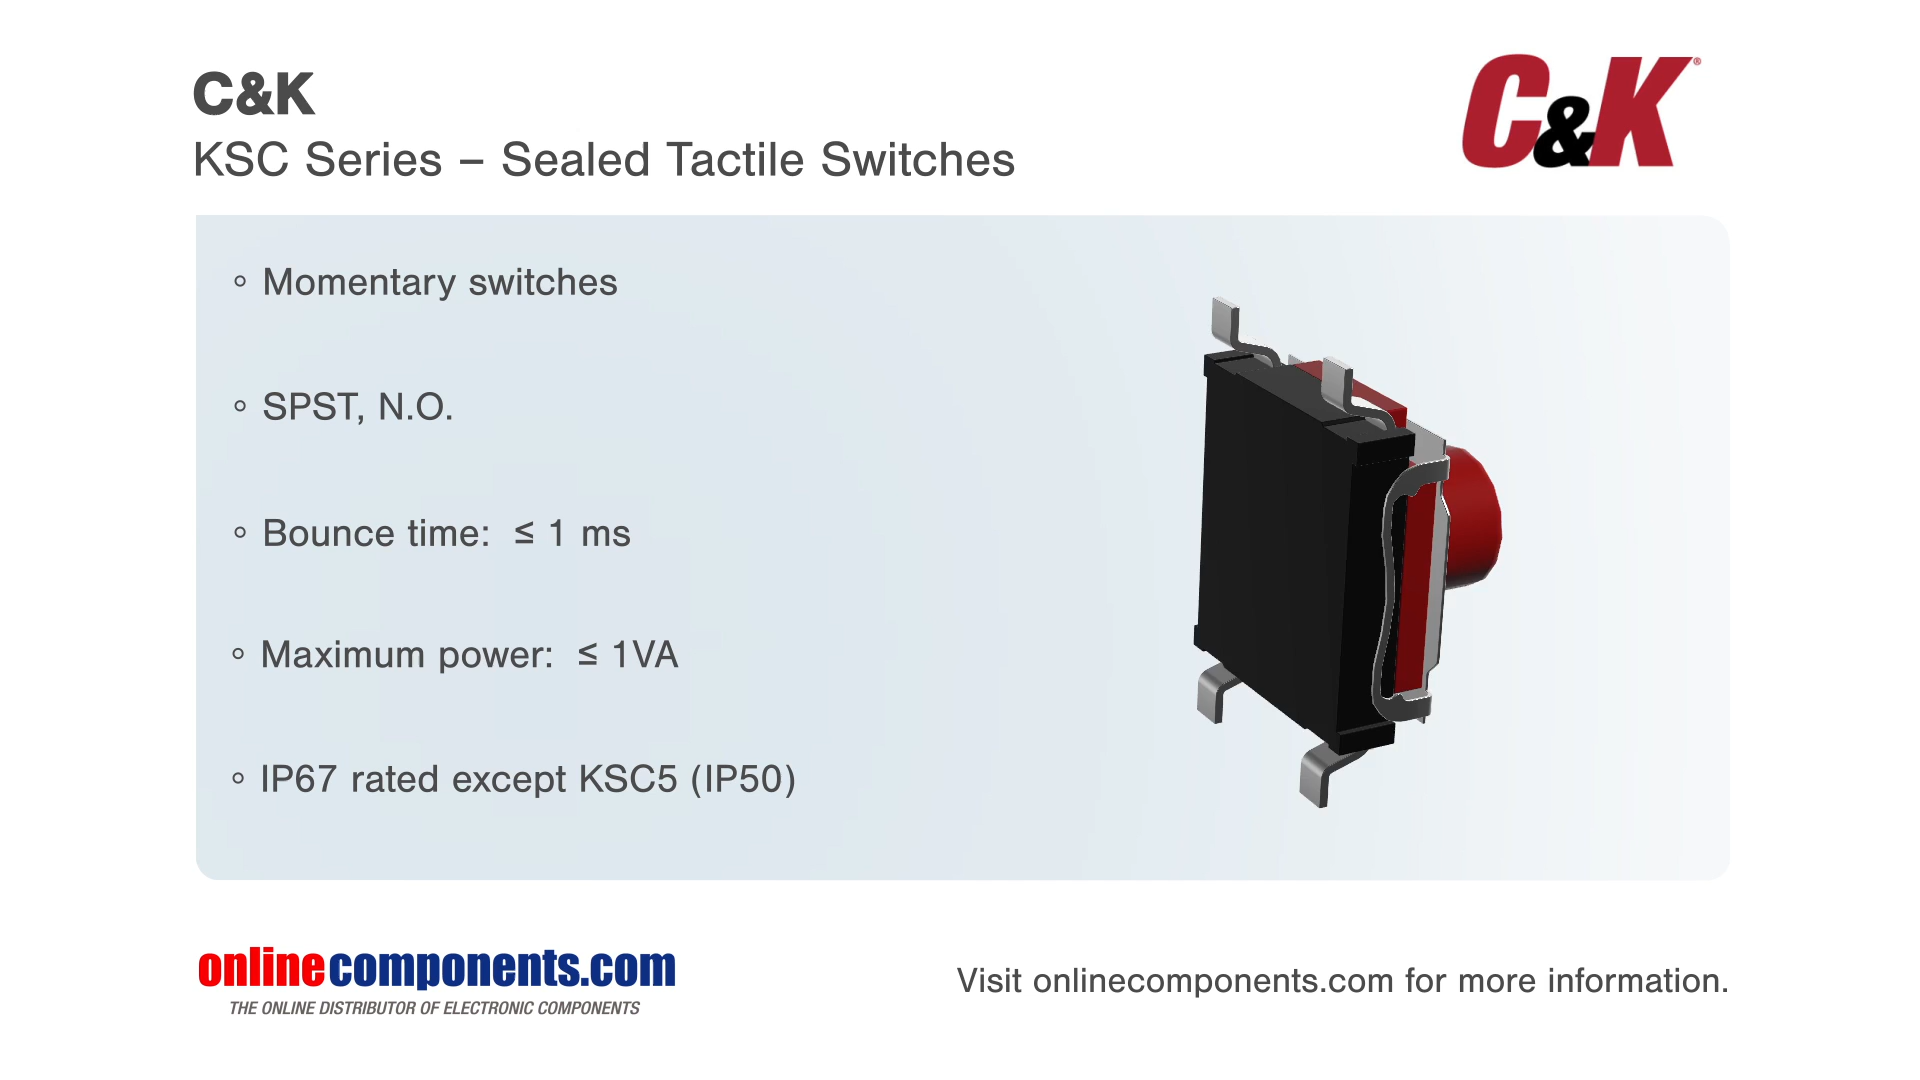 C&K
KSC Series – Sealed Tactile Switches
C&K®
◦ Momentary switches
◦ SPST, N.O.
◦ Bounce time: ≤ 1 ms
◦ Maximum power: ≤ 1VA
◦ IP67 rated except KSC5 (IP50)
onlinecomponents.com
THE ONLINE DISTRIBUTOR OF ELECTRONIC COMPONENTS
Visit onlinecomponents.com for more information.